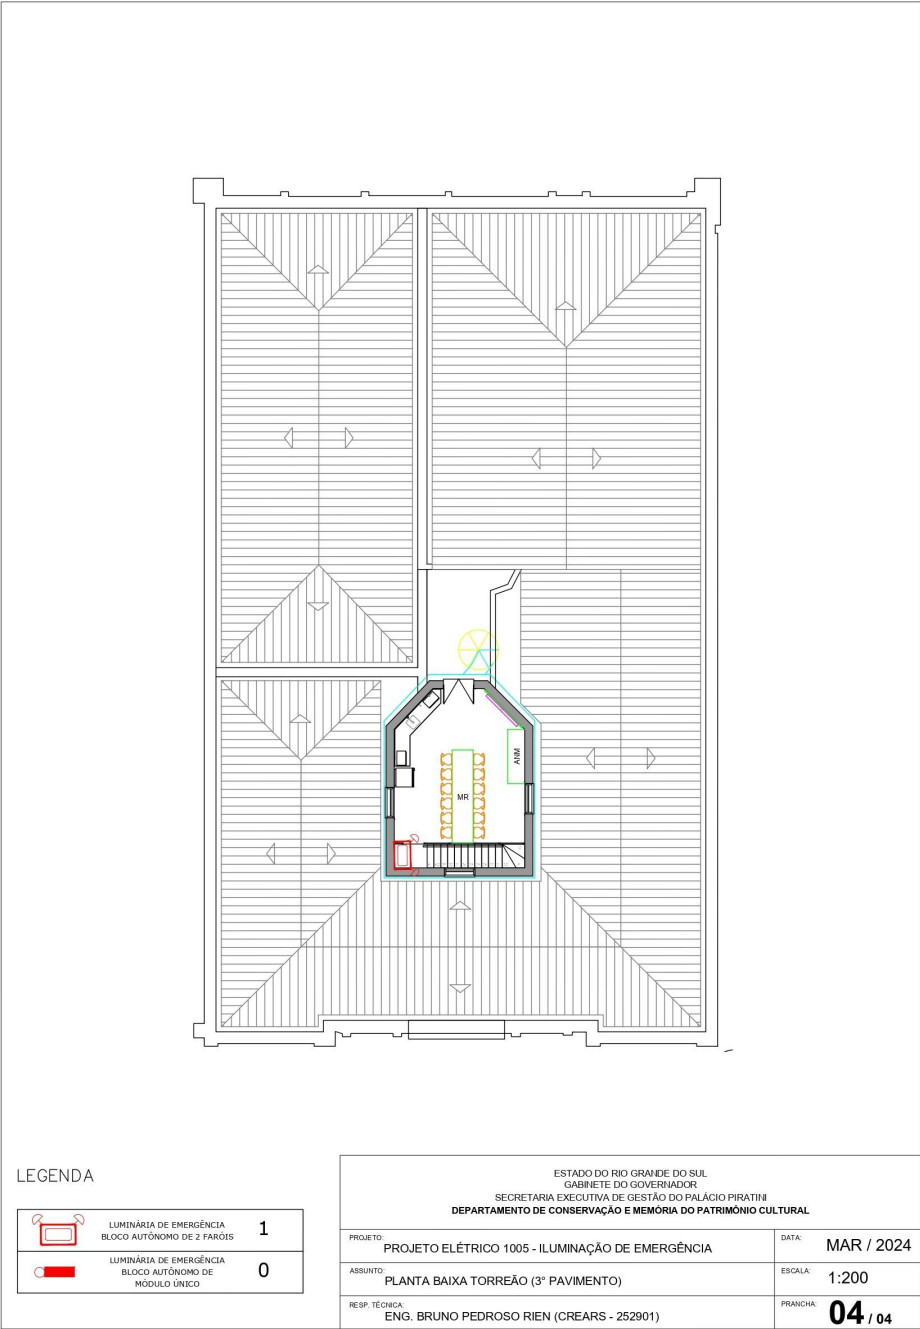 ANM
MR
LEGENDA
LUMINÁRIA DE EMERGÊNCIA
BLOCO AUTÔNOMO DE 2 FARÓIS
1
LUMINÁRIA DE EMERGÊNCIA
BLOCO AUTÔNOMO DE
MÓDULO ÚNICO
0
ESTADO DO RIO GRANDE DO SUL
GABINETE DO GOVERNADOR
SECRETARIA EXECUTIVA DE GESTÃO DO PALÁCIO PIRATINI
DEPARTAMENTO DE CONSERVAÇÃO E MEMÓRIA DO PATRIMÔNIO CULTURAL
PROJETO:
PROJETO ELÉTRICO 1005 - ILUMINAÇÃO DE EMERGÊNCIA
DATA:
MAR / 2024
ASSUNTO:
PLANTA BAIXA TORREÃO (3° PAVIMENTO)
ESCALA:
1:200
RESP. TÉCNICA:
ENG. BRUNO PEDROSO RIEN (CREARS - 252901)
PRANCHA:
04 / 04